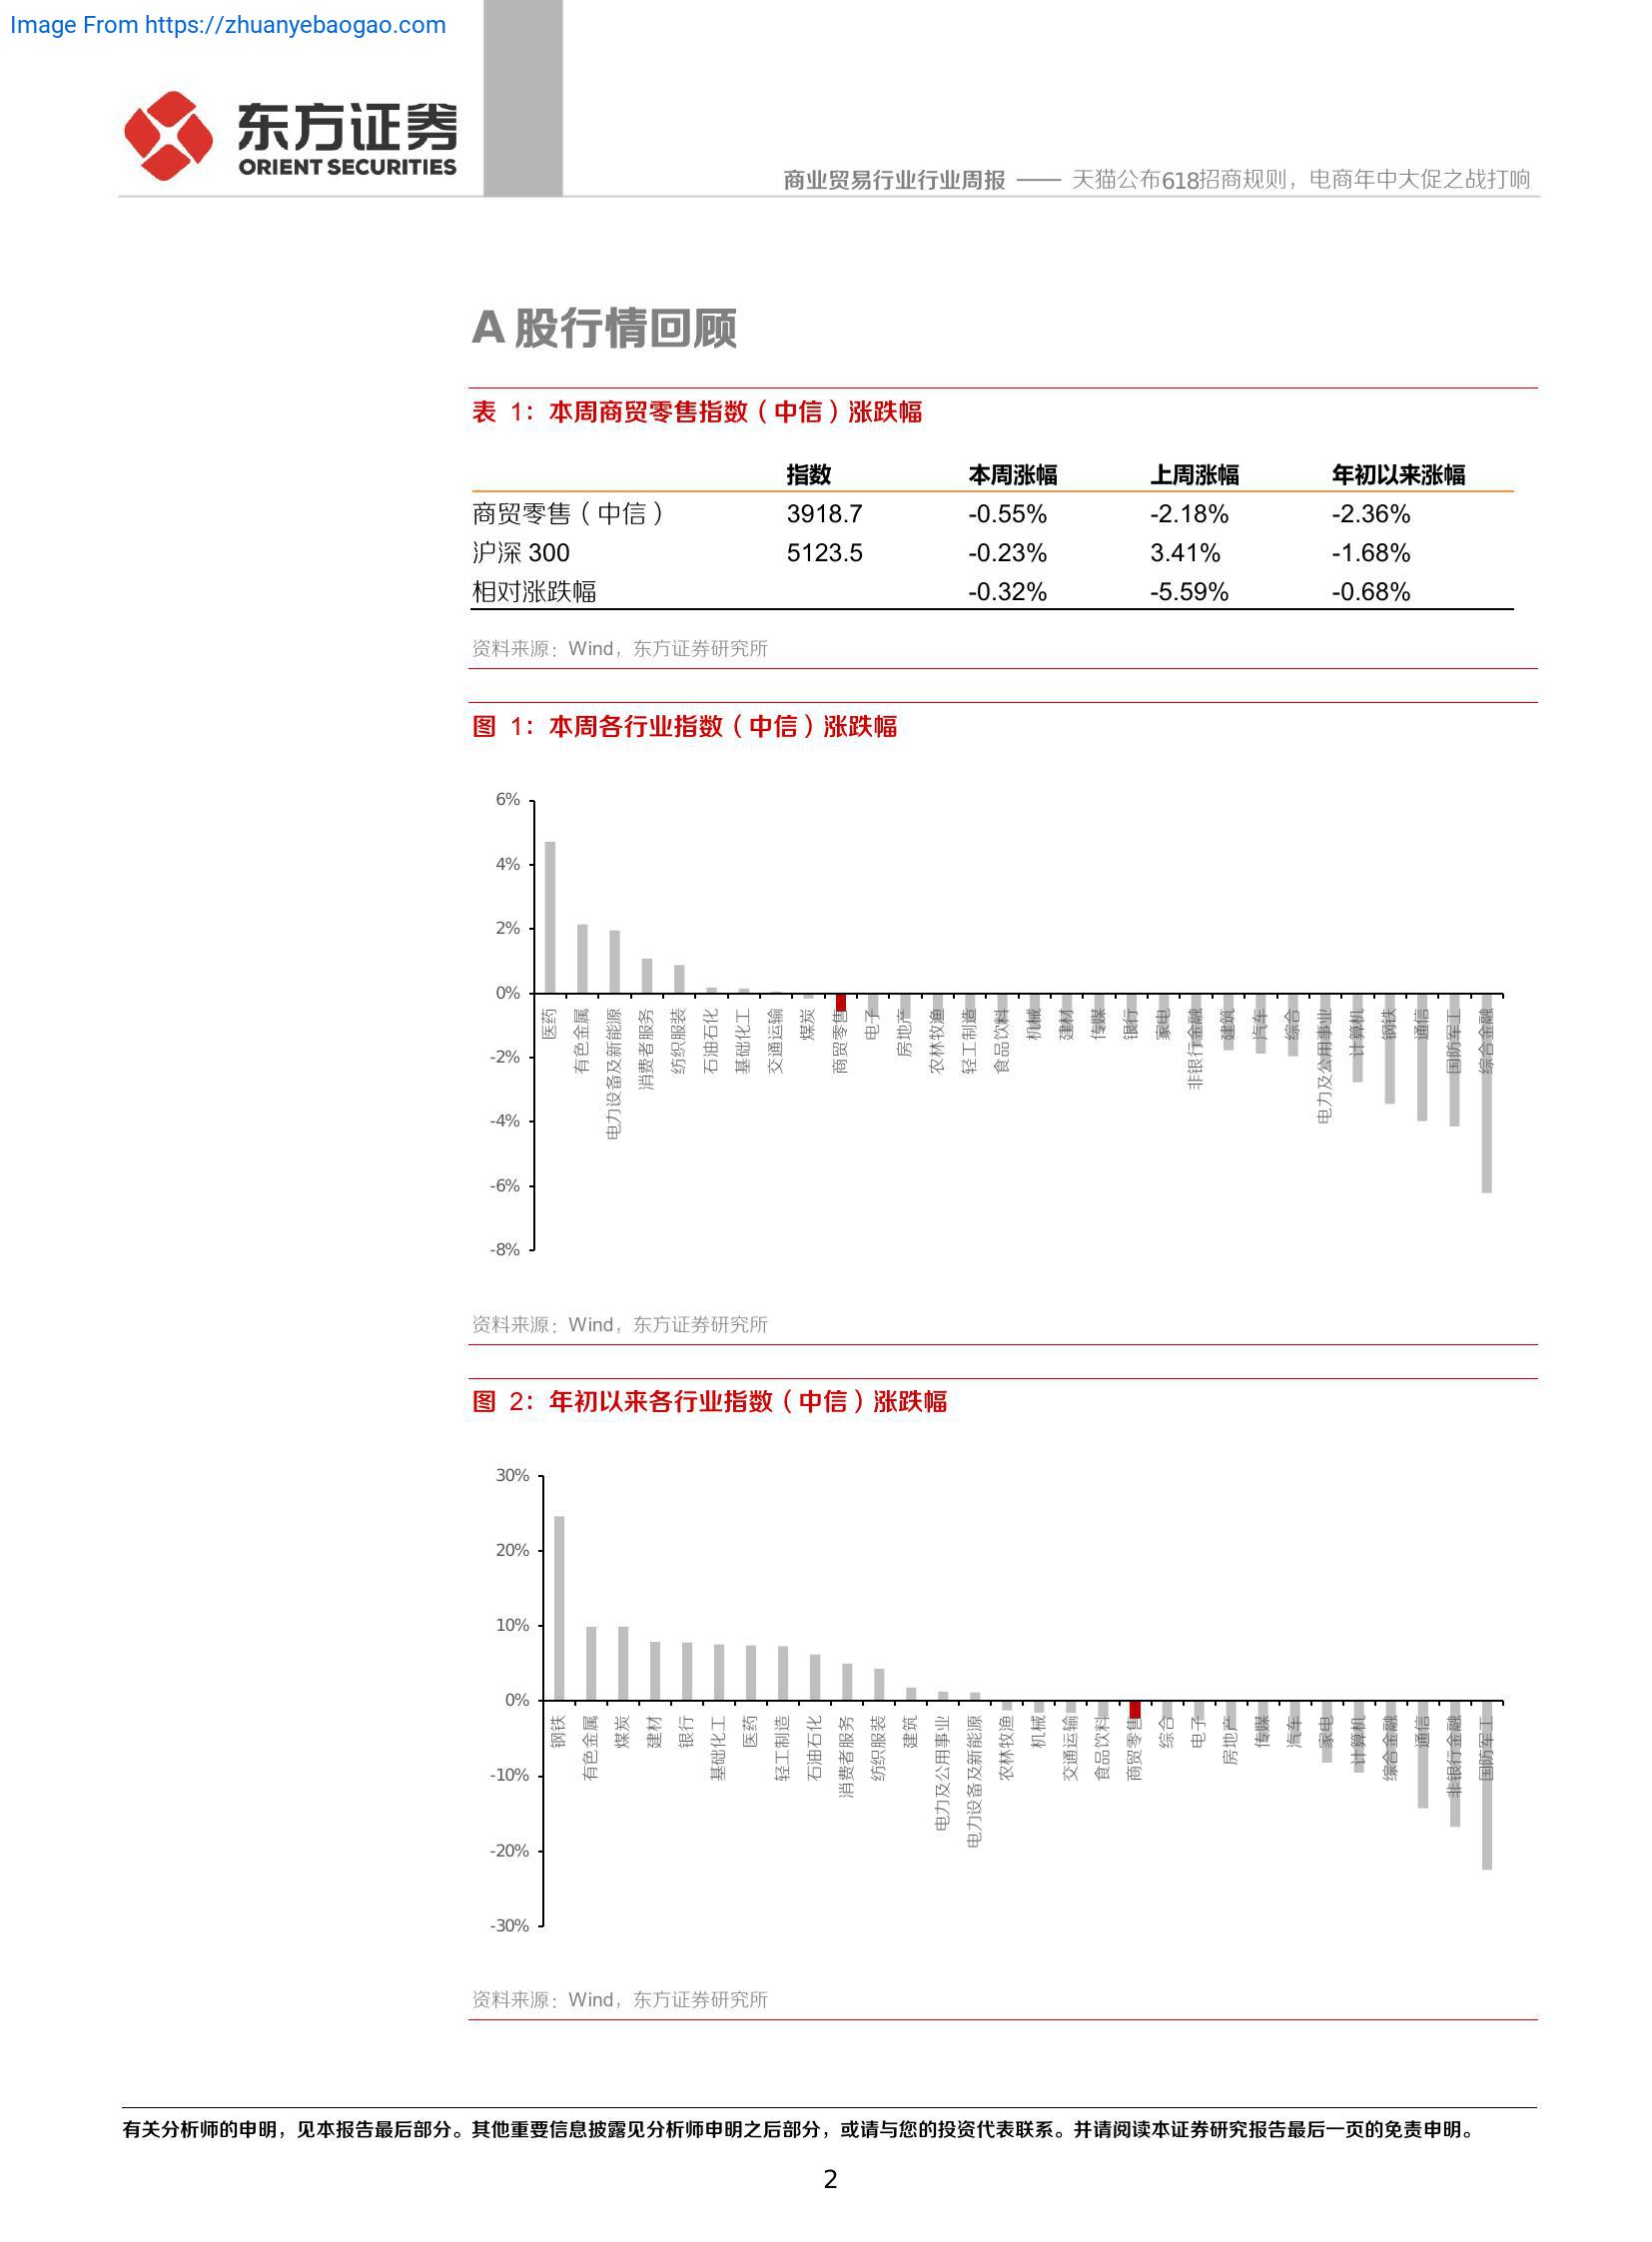 Image From https://zhuanyebaogao.com
东方证券
ORIENT SECURITIES
商业贸易行业行业周报 —— 天猫公布618招商规则，电商年中大促之战打响
A 股行情回顾
表 1：本周商贸零售指数（中信）涨跌幅
指数 本周涨幅 上周涨幅 年初以来涨幅
商贸零售（中信） 3918.7 -0.55% -2.18% -2.36%
沪深 300 5123.5 -0.23% 3.41% -1.68%
相对涨跌幅 -0.32% -5.59% -0.68%
资料来源：Wind，东方证券研究所
图 1：本周各行业指数（中信）涨跌幅
6%
4%
2%
0%
-2%
-4%
-6%
-8%
医药
有色金属
电力设备及新能源
消费者服务
纺织服装
石油石化
基础化工
交通运输
煤炭
商贸零售
电子
房地产
农林牧渔
轻工制造
食品饮料
机械
建材
传媒
银行
家电
非银行金融
建筑
汽车
综合
电力及公用事业
计算机
钢铁
通信
国防军工
综合金融
资料来源：Wind，东方证券研究所
图 2：年初以来各行业指数（中信）涨跌幅
30%
20%
10%
0%
-10%
-20%
-30%
钢铁
有色金属
煤炭
建材
银行
基础化工
医药
轻工制造
石油石化
消费者服务
纺织服装
建筑
电力及公用事业
电力设备及新能源
农林牧渔
机械
交通运输
食品饮料
商贸零售
综合
电子
房地产
传媒
汽车
家电
计算机
综合金融
通信
非银行金融
国防军工
资料来源：Wind，东方证券研究所
有关分析师的申明，见本报告最后部分。其他重要信息披露见分析师申明之后部分，或请与您的投资代表联系。并请阅读本证券研究报告最后一页的免责申明。
2